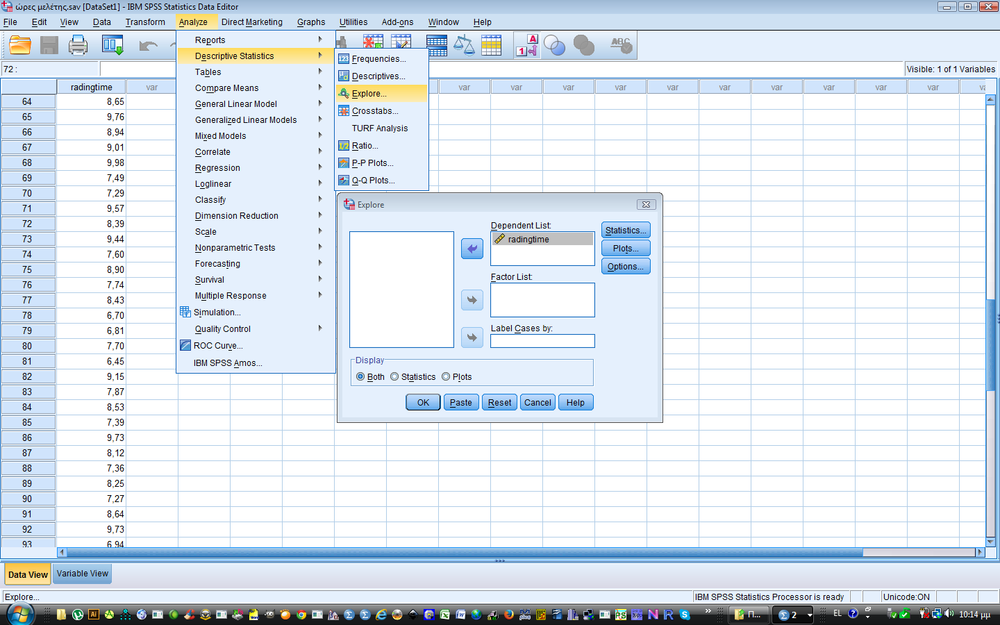 ώρες μελέτης.sav [DataSet1] - IBM SPSS Statistics Data Editor
File Edit View Data Transform Analyze Direct Marketing Graphs Utilities Add-ons Window Help
72 :
Visible: 1 of 1 Variables
radingtime var var var var var var var var var var var
64 8,65
65 9,76
66 8,94
67 9,01
68 9,98
69 7,49
70 7,29
71 9,57
72 8,39
73 9,44
74 7,60
75 8,90
76 7,74
77 8,43
78 6,70
79 6,81
80 7,70
81 6,45
82 9,15
83 7,87
84 8,53
85 7,39
86 9,73
87 8,12
88 7,36
89 8,25
90 7,27
91 8,64
92 9,73
93 6,94
Reports
Descriptive Statistics
Tables
Compare Means
General Linear Model
Generalized Linear Models
Mixed Models
Correlate
Regression
Loglinear
Classify
Dimension Reduction
Scale
Nonparametric Tests
Forecasting
Survival
Multiple Response
Simulation...
Quality Control
ROC Curve...
IBM SPSS Amos...
Frequencies...
Descriptives...
Explore...
Crosstabs...
TURF Analysis
Ratio...
P-P Plots...
Q-Q Plots...
Explore
Dependent List:
radingtime
Factor List:
Label Cases by:
Statistics...
Plots...
Options...
Display
Both Statistics Plots
OK Paste Reset Cancel Help
Data View Variable View
Explore...
IBM SPSS Statistics Processor is ready
Unicode:ON
Π...
2
EL
10:14 μμ